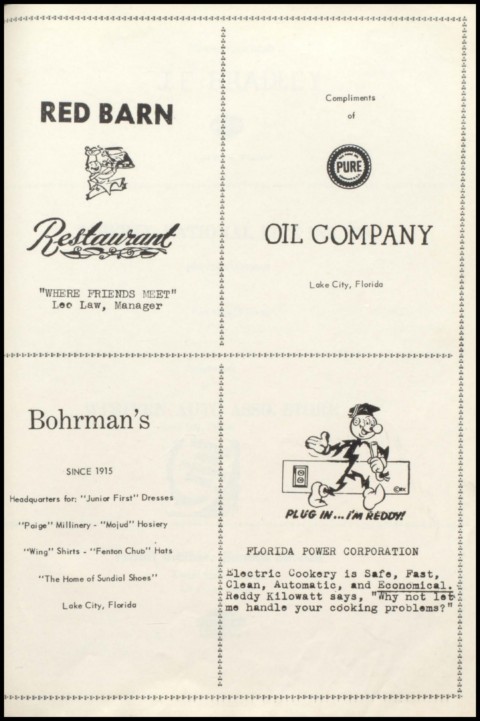 RED BARN
Restaurant
"WHERE FRIENDS MEET"
Leo Law, Manager
Compliments
of
PURE
OIL COMPANY
Lake City, Florida
Bohrman's
SINCE 1915
Headquarters for: "Junior First" Dresses
"Paige" Millinery - "Mojud" Hosiery
"Wing" Shirts - "Fenton Chub" Hats
"The Home of Sundial Shoes"
Lake City, Florida
PLUG IN... I'M REDDY!
FLORIDA POWER CORPORATION
Electric Cookery is Safe, Fast,
Clean, Automatic, and Economical.
Reddy Kilowatt says, "Why not let
me handle your cooking problems?"